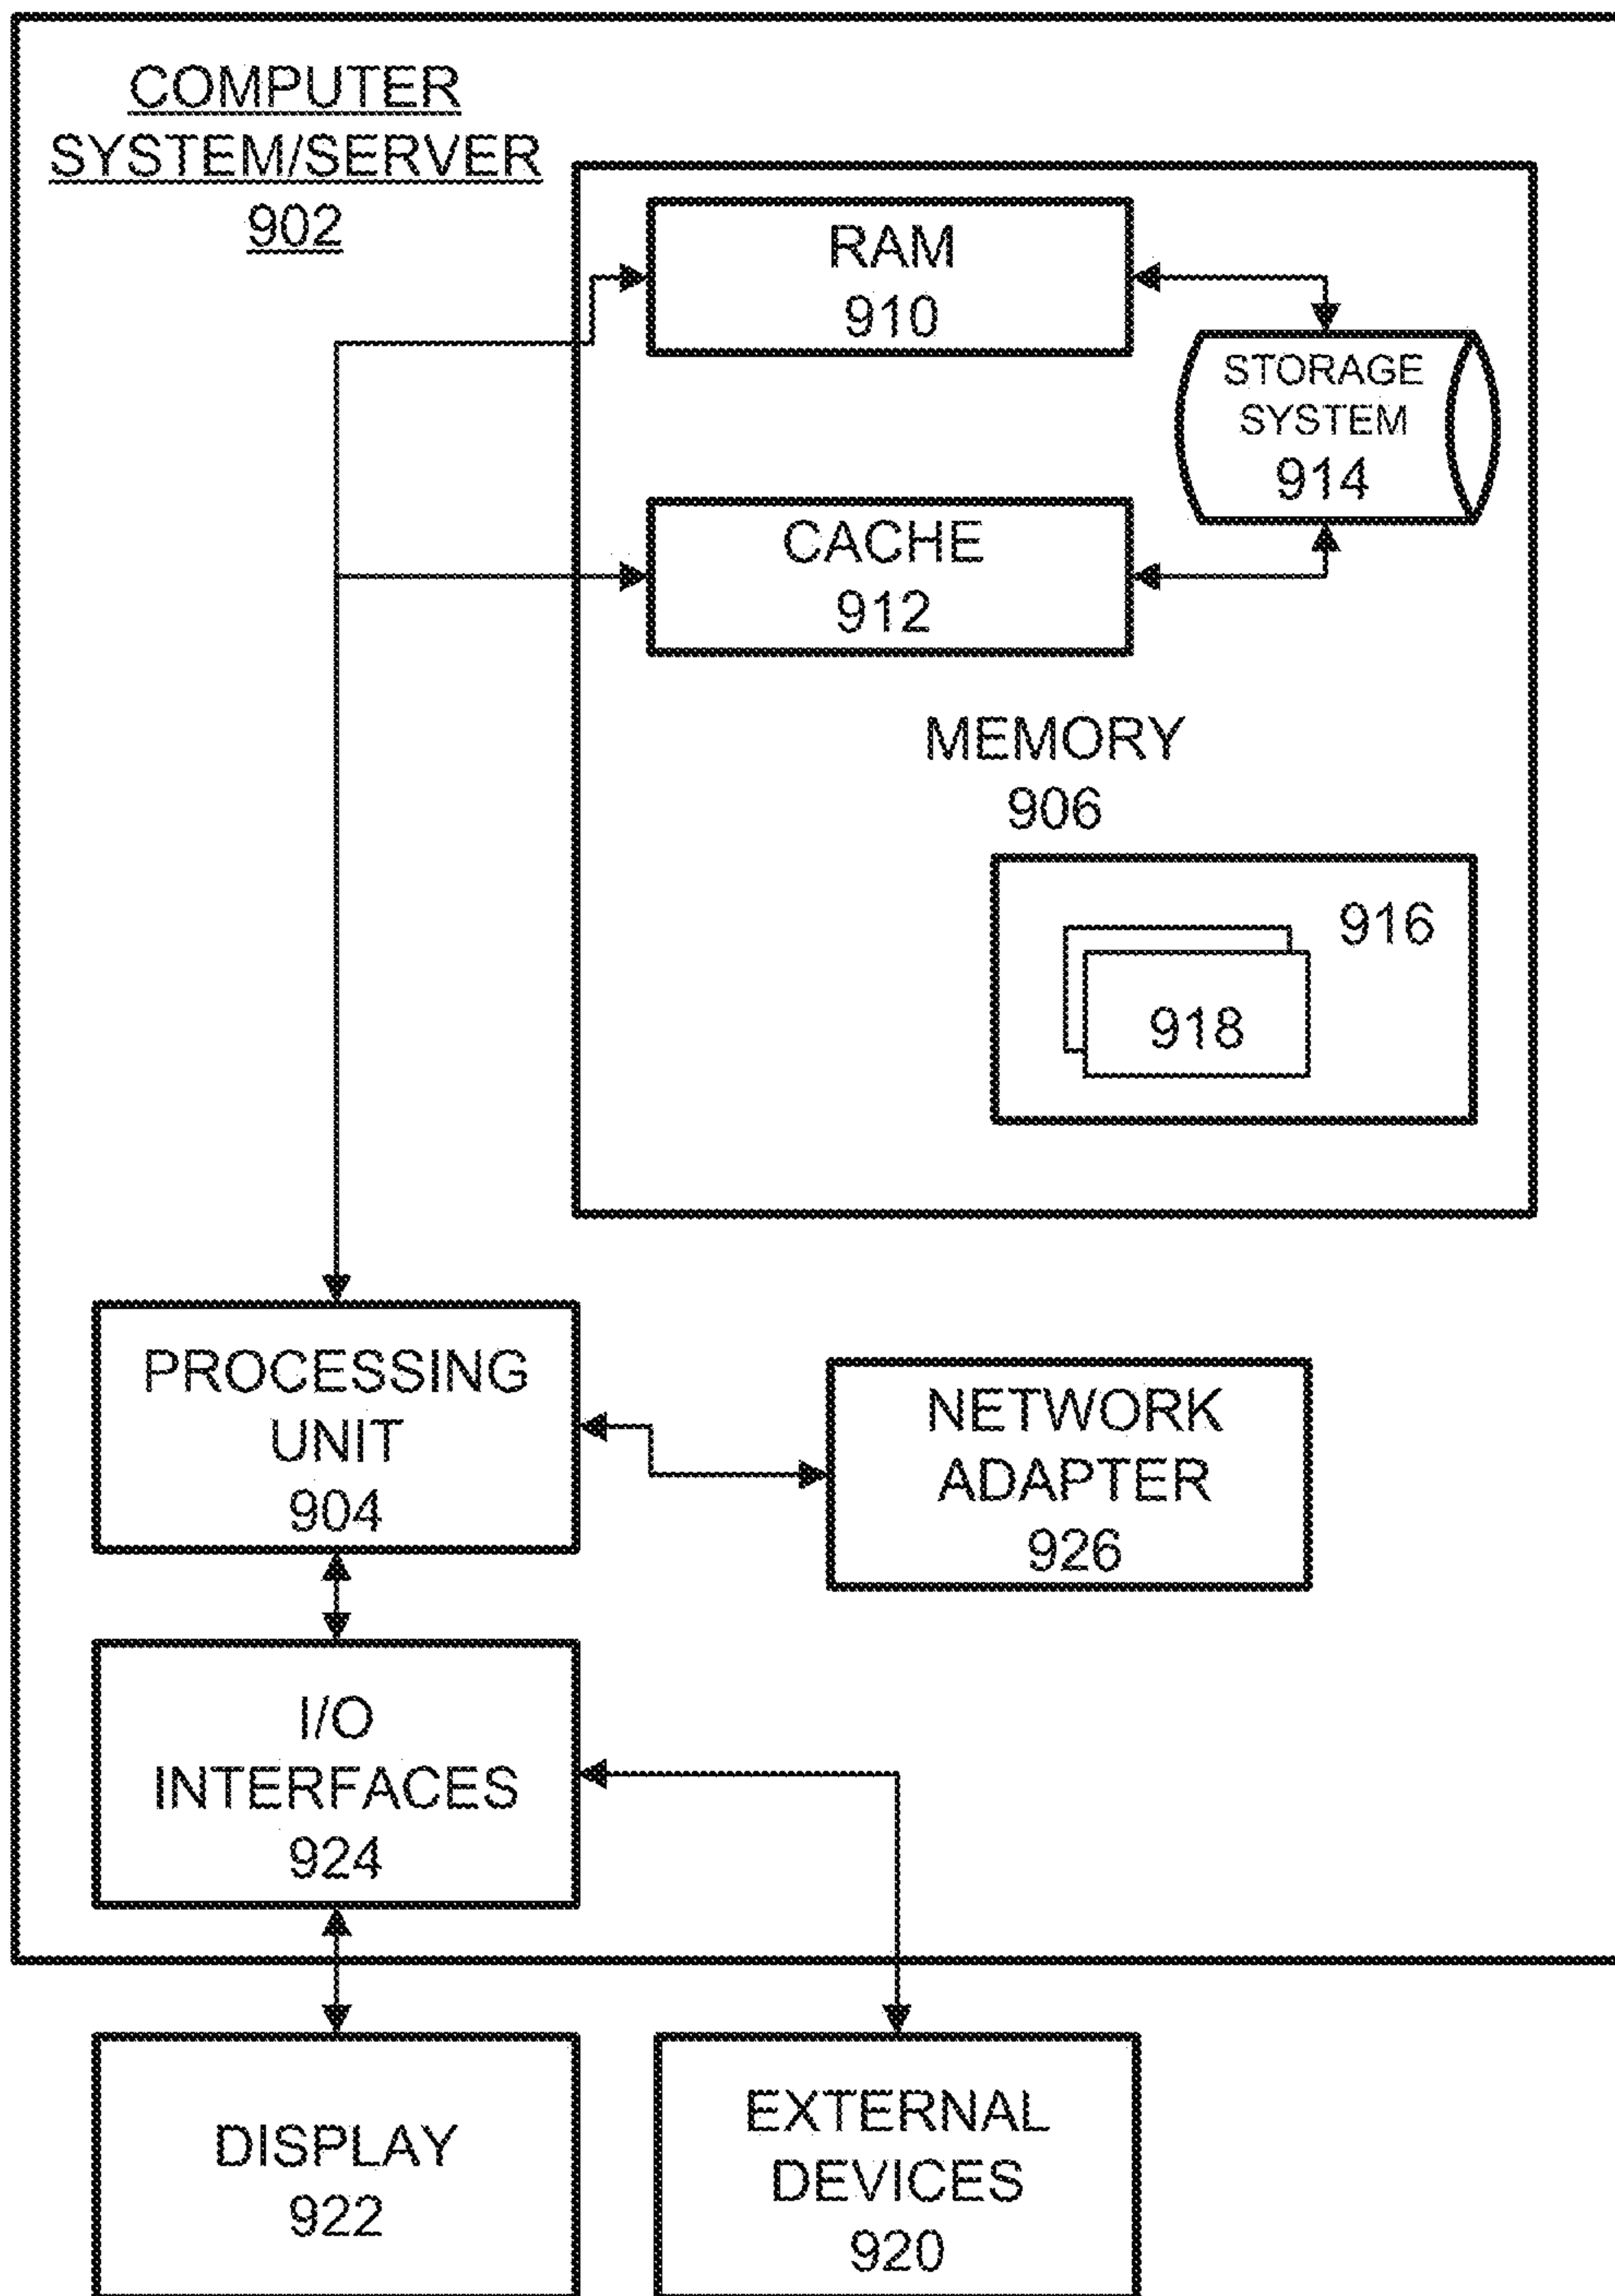 COMPUTER
SYSTEM/SERVER
902
RAM
910
STORAGE
SYSTEM
914
CACHE
912
MEMORY
906
916
918
PROCESSING
UNIT
904
NETWORK
ADAPTER
926
I/O
INTERFACES
924
DISPLAY
922
EXTERNAL
DEVICES
920